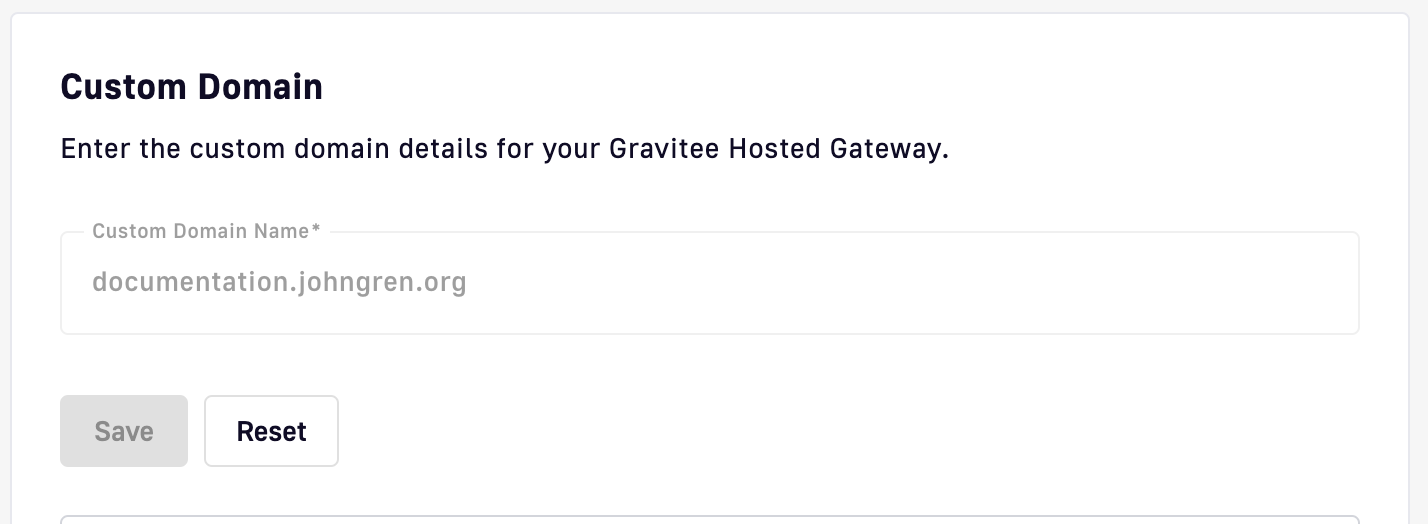 Custom Domain
Enter the custom domain details for your Gravitee Hosted Gateway.
Custom Domain Name*
documentation.johngren.org
Save
Reset